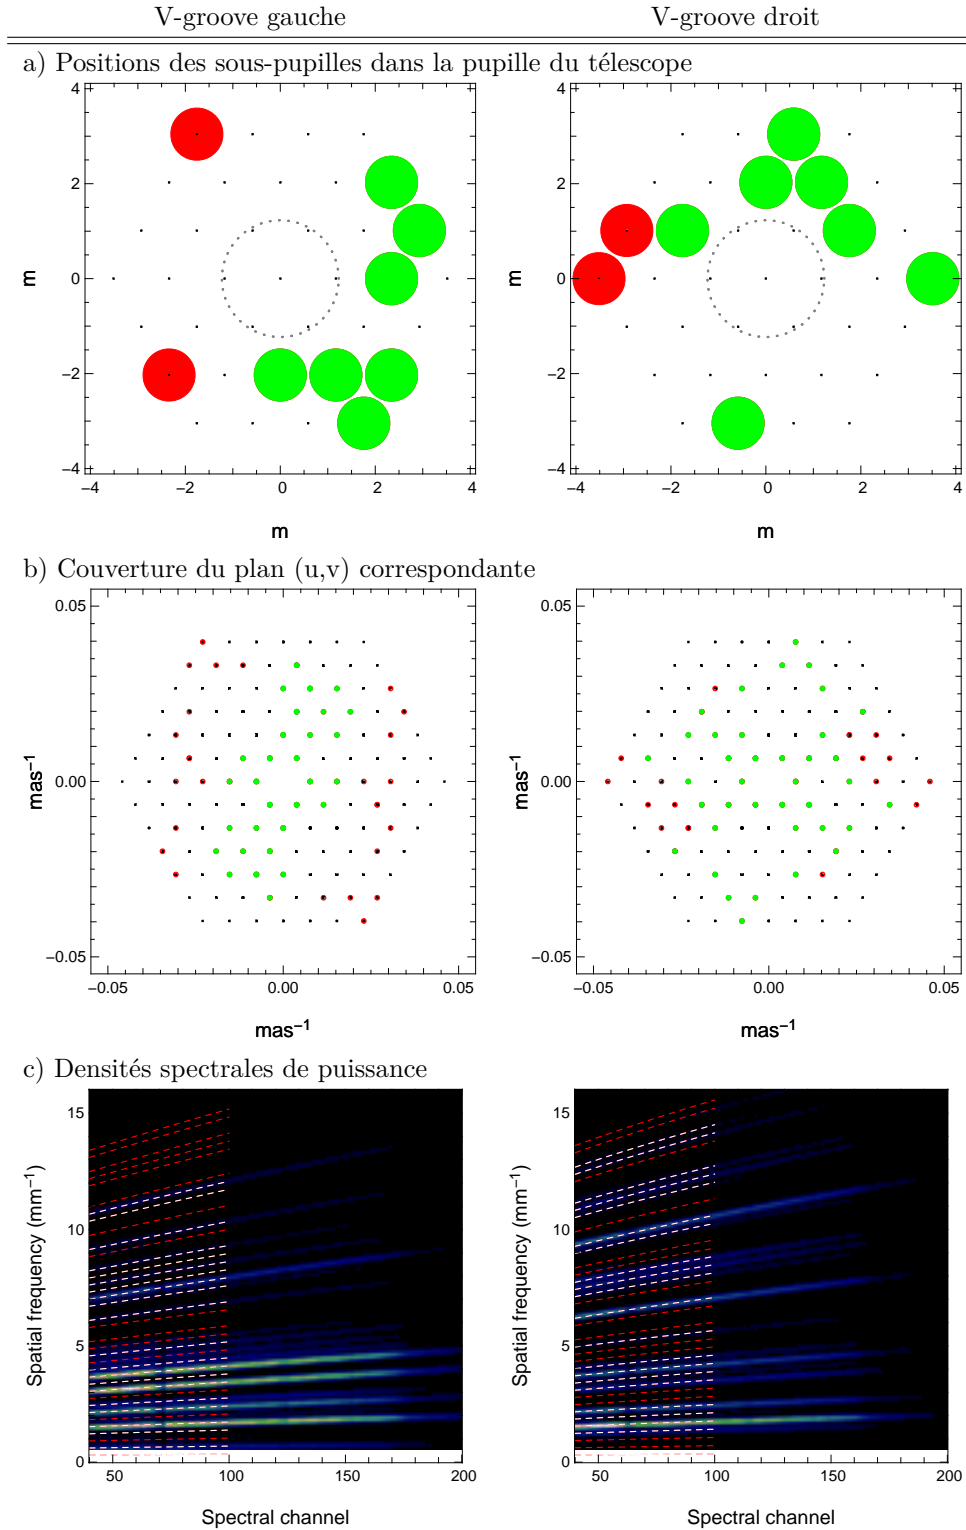 V-groove gauche V-groove droit
a) Positions des sous-pupilles dans la pupille du télescope
4
2
0
−2
−4
m
−4 −2 0 2 4
m
m
−4 −2 0 2 4
m
b) Couverture du plan (u,v) correspondante
0.05
0.00
−0.05
mas⁻¹
−0.05 0.00 0.05
mas⁻¹
0.05
0.00
−0.05
mas⁻¹
−0.05 0.00 0.05
mas⁻¹
c) Densités spectrales de puissance
15
10
5
0
Spatial frequency (mm⁻¹)
50 100 150 200
Spectral channel
15
10
5
0
Spatial frequency (mm⁻¹)
50 100 150 200
Spectral channel